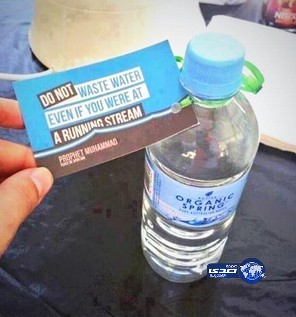 DO NOT WASTE WATER
EVEN IF YOU WERE AT
A RUNNING STREAM
PROPHET MUHAMMAD
ORGANIC
SPRING
صدى